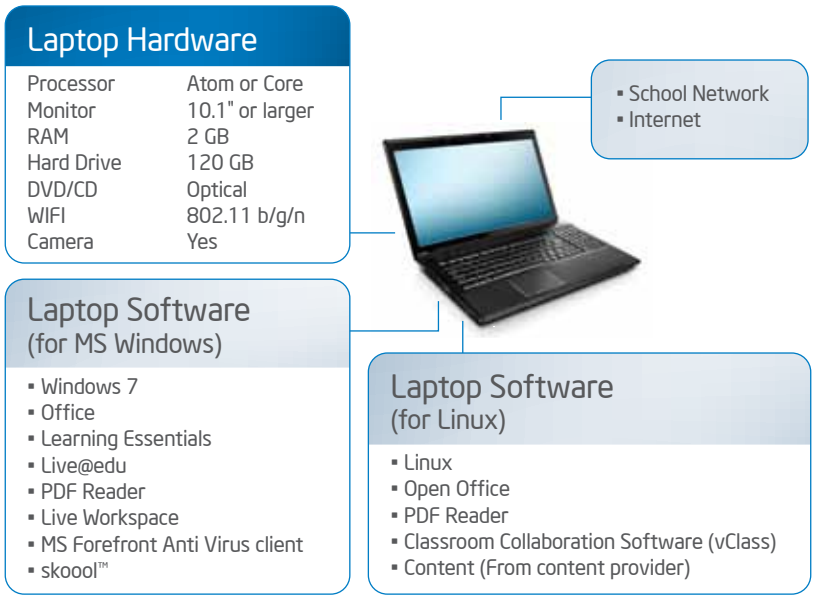 Laptop Hardware
Processor Atom or Core
Monitor 10.1" or larger
RAM 2 GB
Hard Drive 120 GB
DVD/CD Optical
WIFI 802.11 b/g/n
Camera Yes
▪ School Network
▪ Internet
Laptop Software
(for MS Windows)
▪ Windows 7
▪ Office
▪ Learning Essentials
▪ Live@edu
▪ PDF Reader
▪ Live Workspace
▪ MS Forefront Anti Virus client
▪ skoool™
Laptop Software
(for Linux)
▪ Linux
▪ Open Office
▪ PDF Reader
▪ Classroom Collaboration Software (vClass)
▪ Content (From content provider)